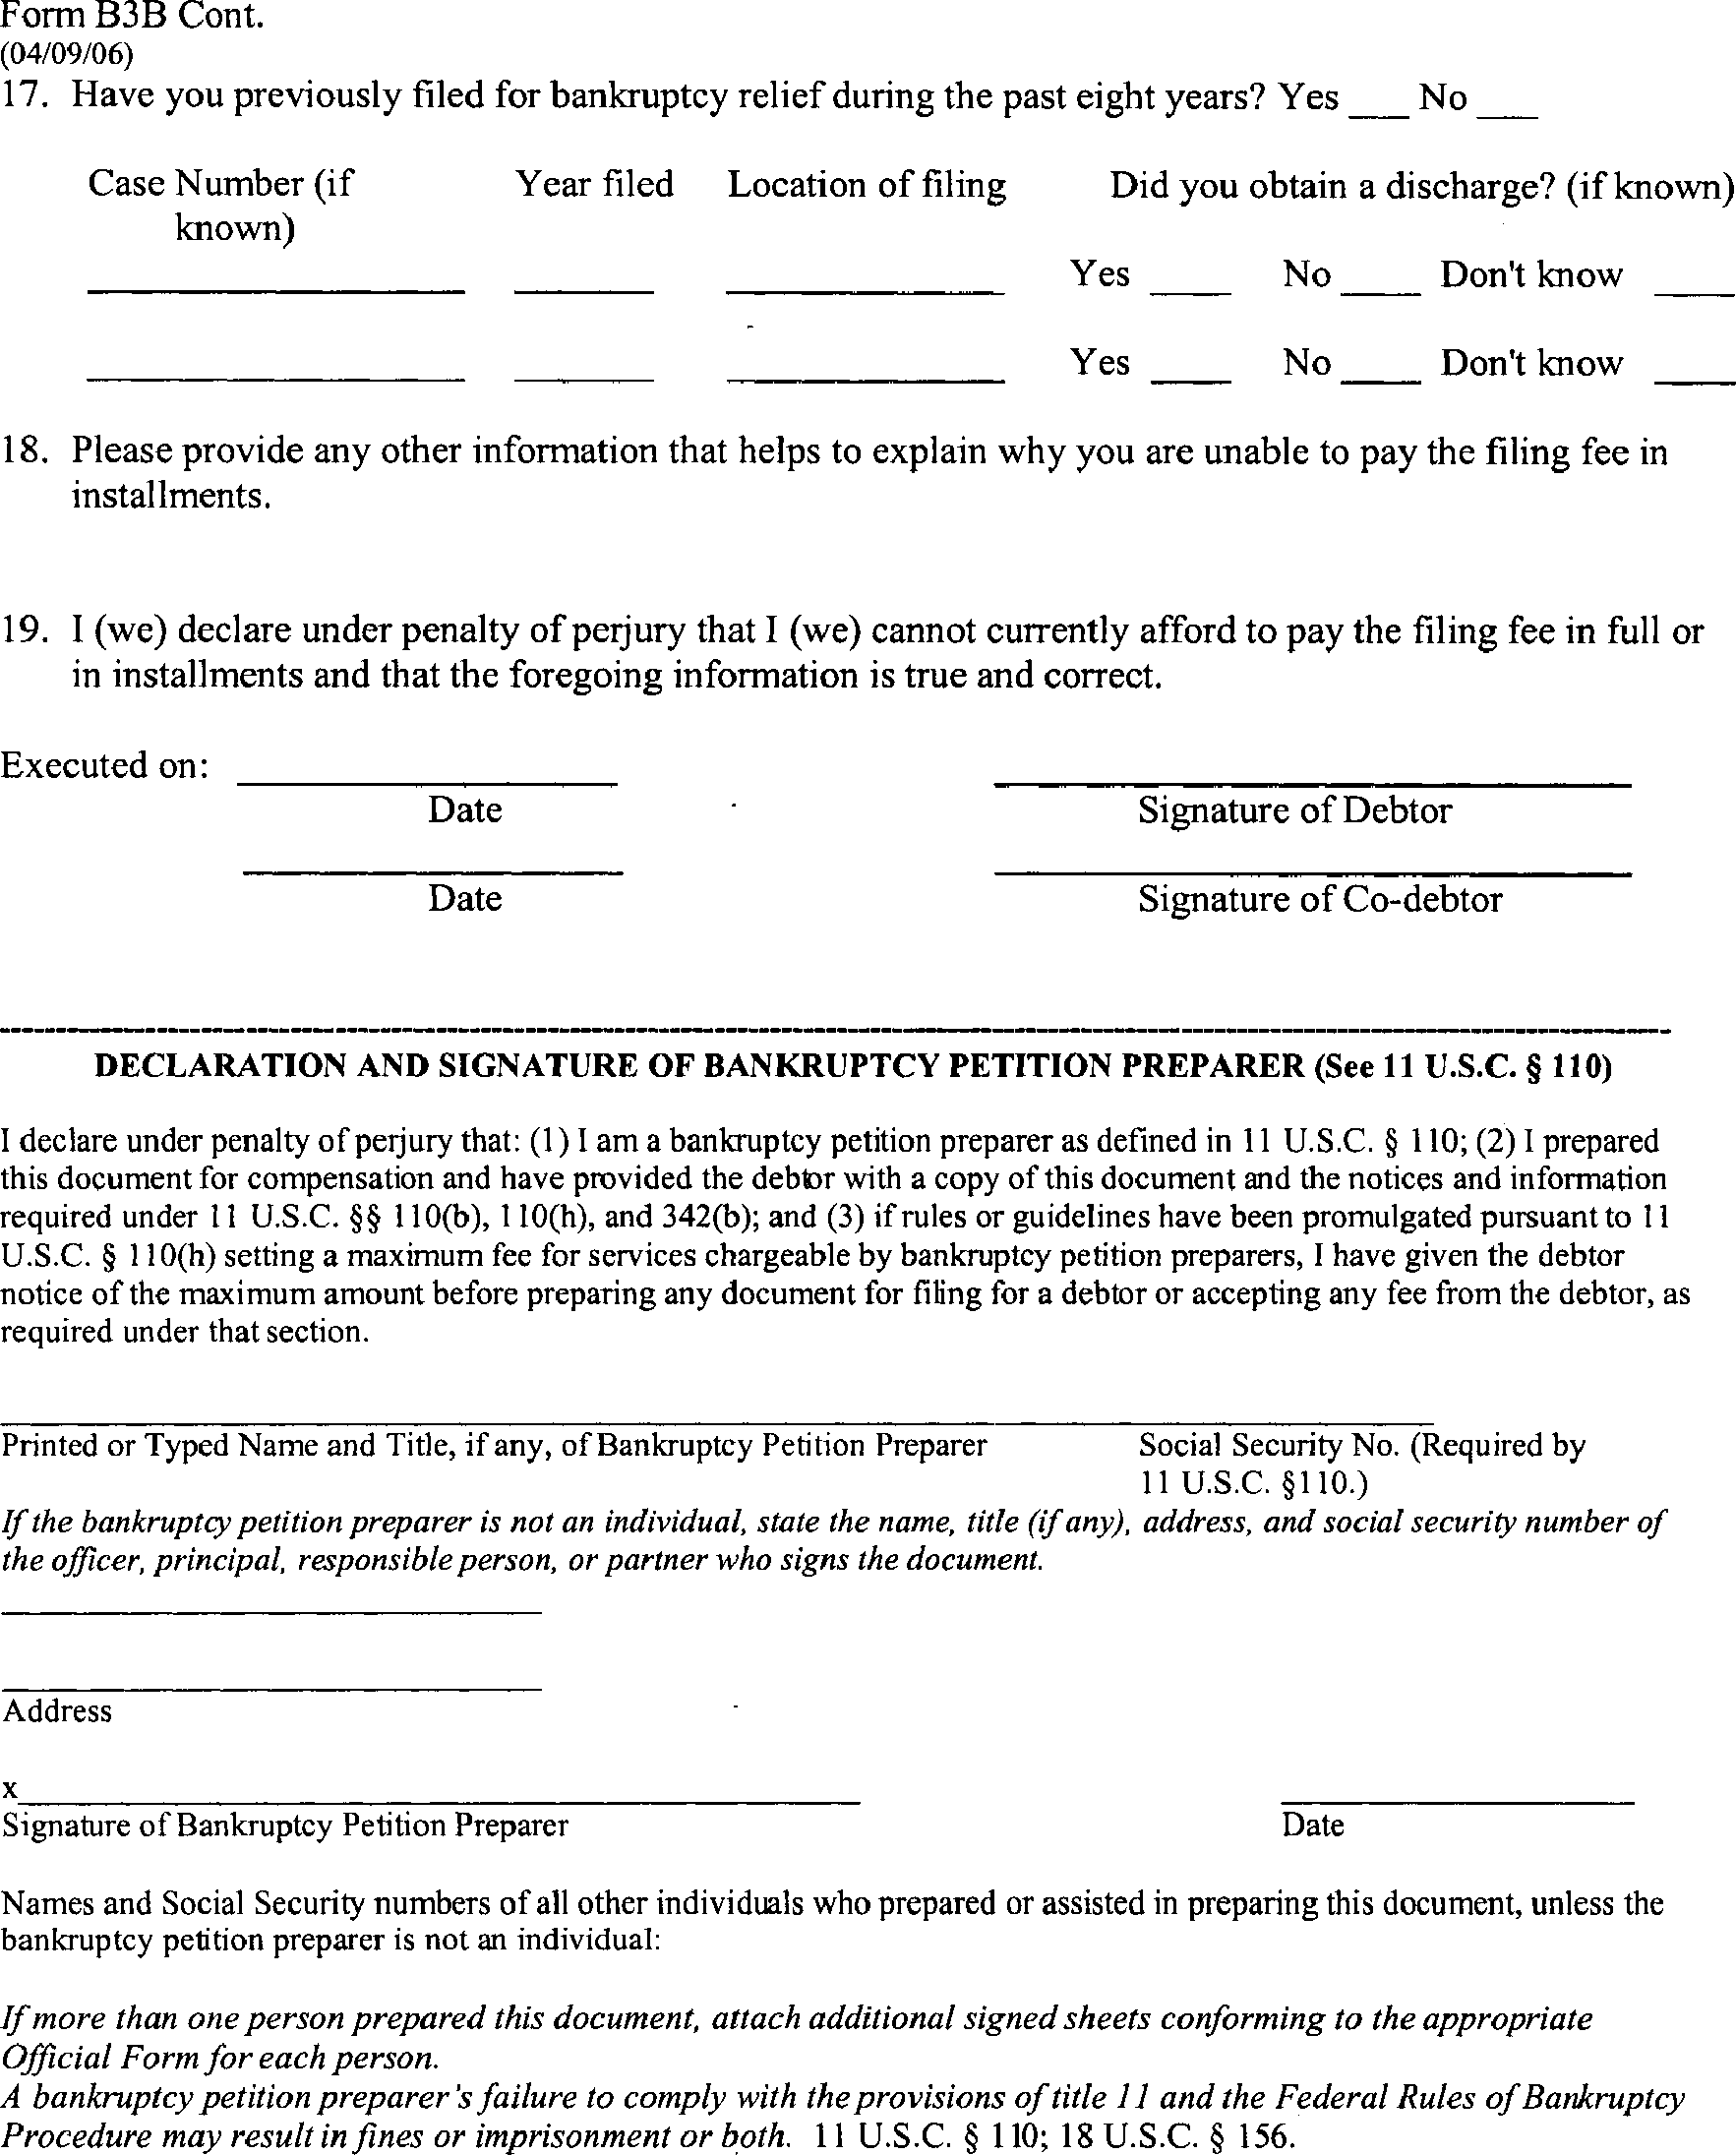 Form B3B Cont.
(04/09/06)
17. Have you previously filed for bankruptcy relief during the past eight years? Yes ___ No ___
Case Number (if Year filed Location of filing Did you obtain a discharge? (if known)
known)
Yes ____ No ____ Don't know ____
Yes ____ No ____ Don't know ____
18. Please provide any other information that helps to explain why you are unable to pay the filing fee in
installments.
19. I (we) declare under penalty of perjury that I (we) cannot currently afford to pay the filing fee in full or
in installments and that the foregoing information is true and correct.
Executed on:
Date Signature of Debtor
Date Signature of Co-debtor
DECLARATION AND SIGNATURE OF BANKRUPTCY PETITION PREPARER (See 11 U.S.C. § 110)
I declare under penalty of perjury that: (1) I am a bankruptcy petition preparer as defined in 11 U.S.C. § 110; (2) I prepared
this document for compensation and have provided the debtor with a copy of this document and the notices and information
required under 11 U.S.C. §§ 110(b), 110(h), and 342(b); and (3) if rules or guidelines have been promulgated pursuant to 11
U.S.C. § 110(h) setting a maximum fee for services chargeable by bankruptcy petition preparers, I have given the debtor
notice of the maximum amount before preparing any document for filing for a debtor or accepting any fee from the debtor, as
required under that section.
Printed or Typed Name and Title, if any, of Bankruptcy Petition Preparer Social Security No. (Required by
11 U.S.C. §110.)
If the bankruptcy petition preparer is not an individual, state the name, title (if any), address, and social security number of
the officer, principal, responsible person, or partner who signs the document.
Address
x
Signature of Bankruptcy Petition Preparer Date
Names and Social Security numbers of all other individuals who prepared or assisted in preparing this document, unless the
bankruptcy petition preparer is not an individual:
If more than one person prepared this document, attach additional signed sheets conforming to the appropriate
Official Form for each person.
A bankruptcy petition preparer's failure to comply with the provisions of title 11 and the Federal Rules of Bankruptcy
Procedure may result in fines or imprisonment or both. 11 U.S.C. § 110; 18 U.S.C. § 156.